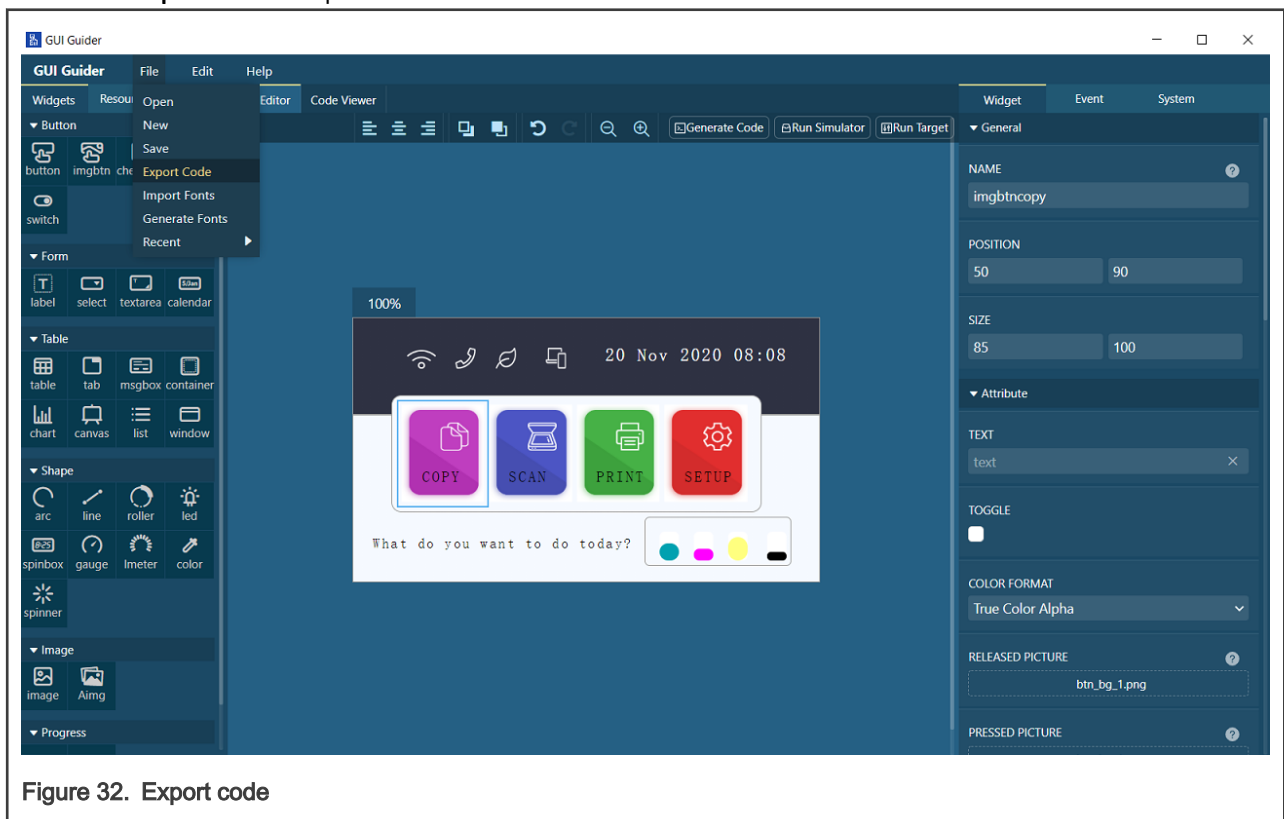 GUI Guider
GUI Guider File Edit Help
Widgets Resou Editor Code Viewer Widget Event System
Open
New
Save
Export Code
Import Fonts
Generate Fonts
Recent
Generate Code Run Simulator Run Target
▼ Button
button imgbtn che
switch
▼ Form
label select textarea calendar
▼ Table
table tab msgbox container
chart canvas list window
▼ Shape
arc line roller led
spinbox gauge lmeter color
spinner
▼ Image
image Aimg
▼ Progress
100%
20 Nov 2020 08:08
COPY SCAN PRINT SETUP
What do you want to do today?
▼ General
NAME
imgbtncopy
POSITION
50 90
SIZE
85 100
▼ Attribute
TEXT
text
TOGGLE
COLOR FORMAT
True Color Alpha
RELEASED PICTURE
btn_bg_1.png
PRESSED PICTURE
Figure 32. Export code